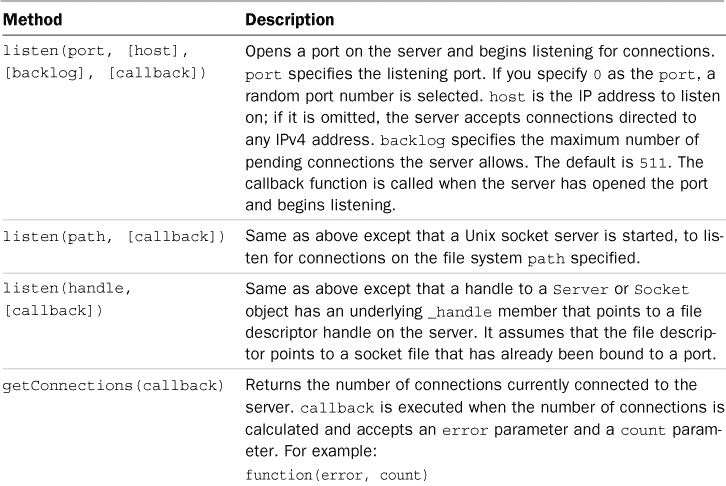 Method Description
listen(port, [host], Opens a port on the server and begins listening for connections.
[backlog], [callback]) port specifies the listening port. If you specify 0 as the port, a
random port number is selected. host is the IP address to listen
on; if it is omitted, the server accepts connections directed to
any IPv4 address. backlog specifies the maximum number of
pending connections the server allows. The default is 511. The
callback function is called when the server has opened the port
and begins listening.
listen(path, [callback]) Same as above except that a Unix socket server is started, to lis-
ten for connections on the file system path specified.
listen(handle, Same as above except that a handle to a Server or Socket
[callback]) object has an underlying _handle member that points to a file
descriptor handle on the server. It assumes that the file descrip-
tor points to a socket file that has already been bound to a port.
getConnections(callback) Returns the number of connections currently connected to the
server. callback is executed when the number of connections is
calculated and accepts an error parameter and a count param-
eter. For example:
function(error, count)